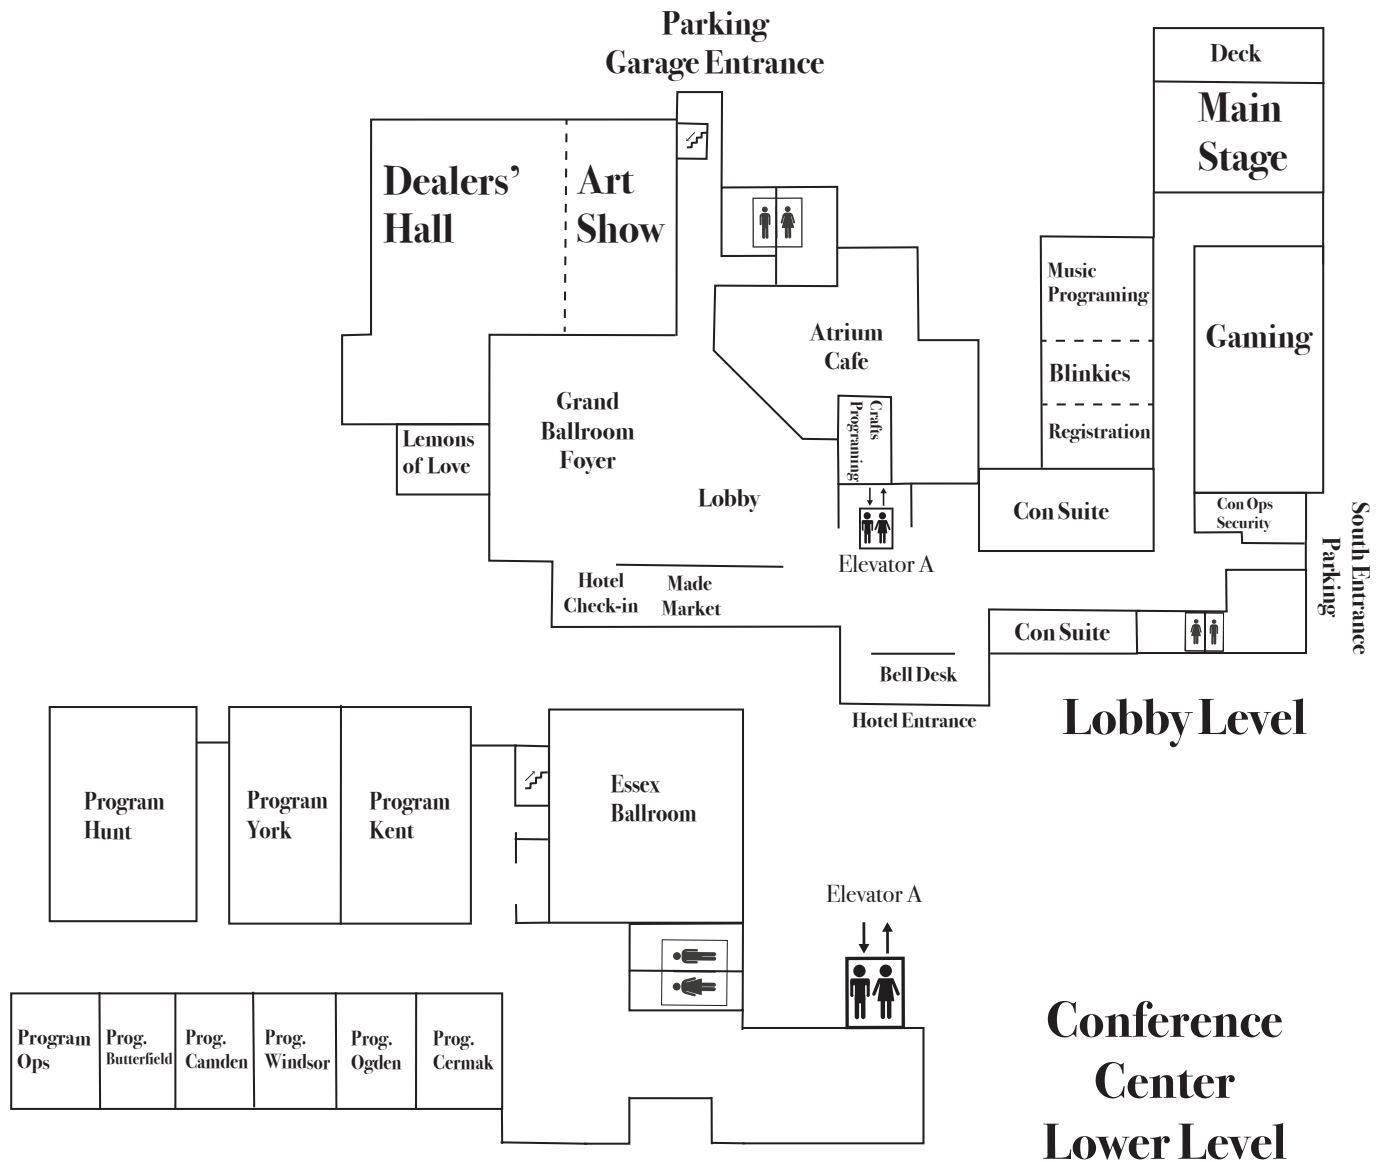 Parking
Garage Entrance
Deck
Main
Stage
Dealers’
Hall
Art
Show
Music
Programing
Atrium
Cafe
Gaming
Blinkies
Grand
Ballroom
Foyer
Crafts
Programing
Registration
Lemons
of Love
Lobby
Con Suite
Con Ops
Security
South Entrance
Parking
Elevator A
Hotel
Check-in
Made
Market
Con Suite
Bell Desk
Hotel Entrance
Lobby Level
Program
Hunt
Program
York
Program
Kent
Essex
Ballroom
Elevator A
Program
Ops
Prog.
Butterfield
Prog.
Camden
Prog.
Windsor
Prog.
Ogden
Prog.
Cermak
Conference
Center
Lower Level